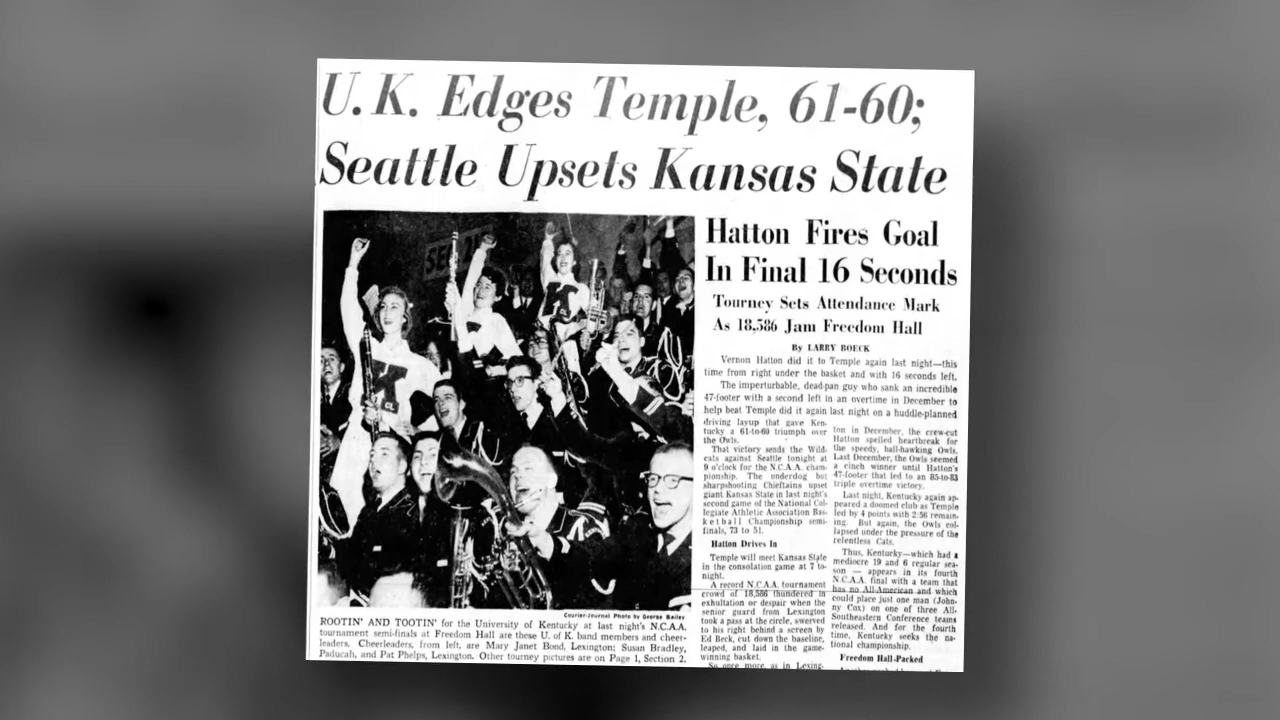 U. K. Edges Temple, 61-60;
Seattle Upsets Kansas State
SEC 21
K
K
CL
Courier-Journal Photo by George Bailey
ROOTIN' AND TOOTIN' for the University of Kentucky at last night's N.C.A.A.
tournament semi-finals at Freedom Hall are these U. of K. band members and cheer-
leaders. Cheerleaders, from left, are Mary Janet Bond, Lexington; Susan Bradley,
Paducah, and Pat Phelps, Lexington. Other tourney pictures are on Page 1, Section 2.
Hatton Fires Goal
In Final 16 Seconds
Tourney Sets Attendance Mark
As 18,586 Jam Freedom Hall
By LARRY BOECK
Vernon Hatton did it to Temple again last night—this
time from right under the basket and with 16 seconds left.
The imperturbable, dead-pan guy who sank an incredible
47-footer with a second left in an overtime in December to
help beat Temple did it again last night on a huddle-planned
driving layup that gave Ken-
tucky a 61-to-60 triumph over
the Owls.
That victory sends the Wild-
cats against Seattle tonight at
9 o'clock for the N.C.A.A. cham-
pionship. The underdog but
sharpshooting Chieftains upset
giant Kansas State in last night's
second game of the National Col-
legiate Athletic Association Bas-
ketball Championship semi-
finals, 73 to 51.
Hatton Drives In
Temple will meet Kansas State
in the consolation game at 7 to-
night.
A record N.C.A.A. tournament
crowd of 18,586 thundered in
exhultation or despair when the
senior guard from Lexington
took a pass at the circle, swerved
to his right behind a screen by
Ed Beck, cut down the baseline,
leaped, and laid in the game-
winning basket.
So once more, as in Lexing-
ton in December, the crew-cut
Hatton spelled heartbreak for
the speedy, ball-hawking Owls.
Last December, the Owls seemed
a cinch winner until Hatton's
47-footer that led to an 85-to-83
triple overtime victory.
Last night, Kentucky again ap-
peared a doomed club as Temple
led by 4 points with 2:56 remain-
ing. But again, the Owls col-
lapsed under the pressure of the
relentless Cats.
Thus, Kentucky—which had a
mediocre 19 and 6 regular sea-
son — appears in its fourth
N.C.A.A. final with a team that
has no All-American and which
could place just one man (John-
ny Cox) on one of three All-
Southeastern Conference teams
released. And for the fourth
time, Kentucky seeks the na-
tional championship.
Freedom Hall-Packed